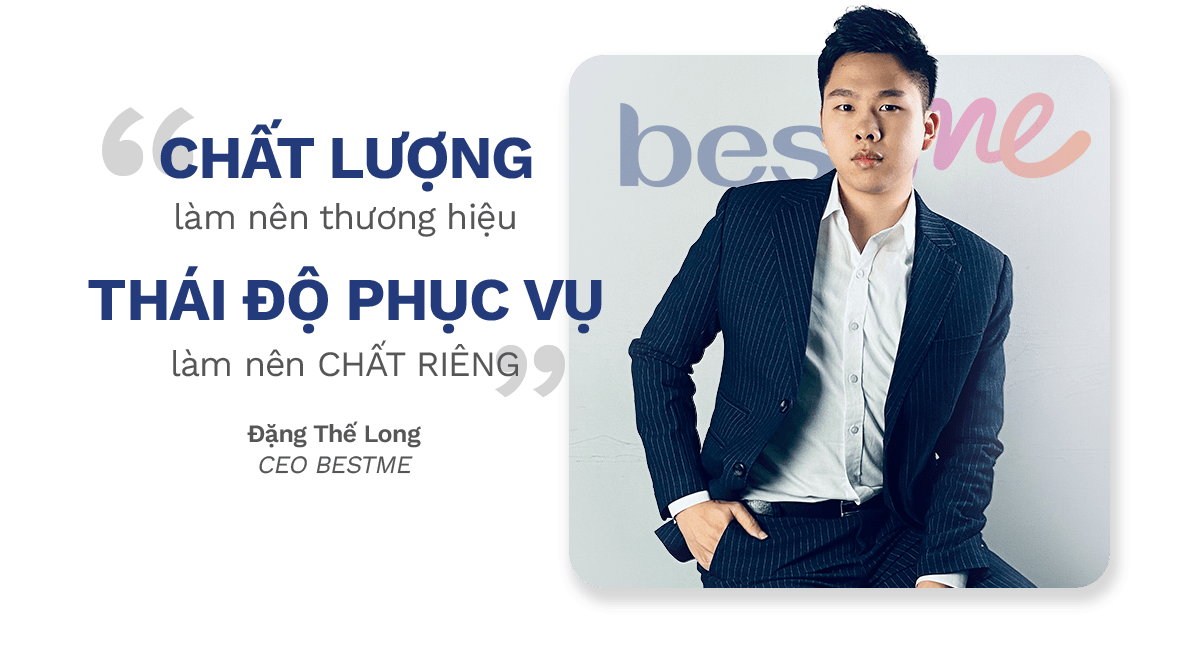 “CHẤT LƯỢNG
làm nên thương hiệu
THÁI ĐỘ PHỤC VỤ
làm nên CHẤT RIÊNG”
Đặng Thế Long
CEO BESTME
bestme